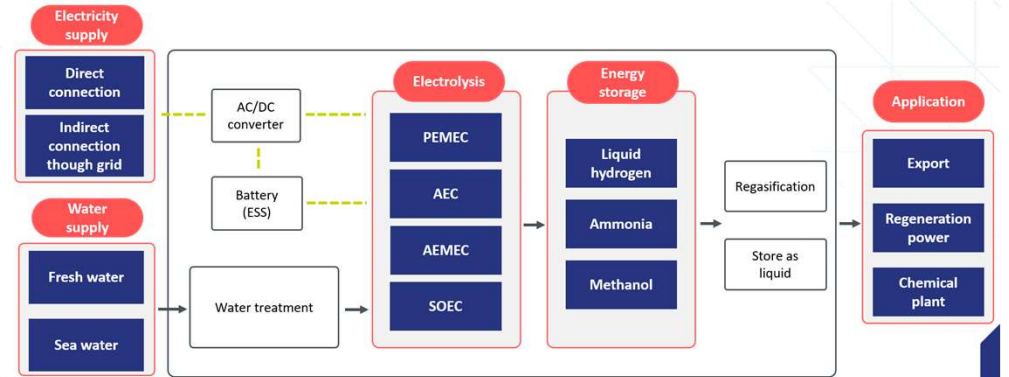 Electricity
supply
Direct
connection
Indirect
connection
though grid
Water
supply
Fresh water
Sea water
AC/DC
converter
Battery
(ESS)
Water treatment
Electrolysis
PEMEC
AEC
AEMEC
SOEC
Energy
storage
Liquid
hydrogen
Ammonia
Methanol
Regasification
Store as
liquid
Application
Export
Regeneration
power
Chemical
plant